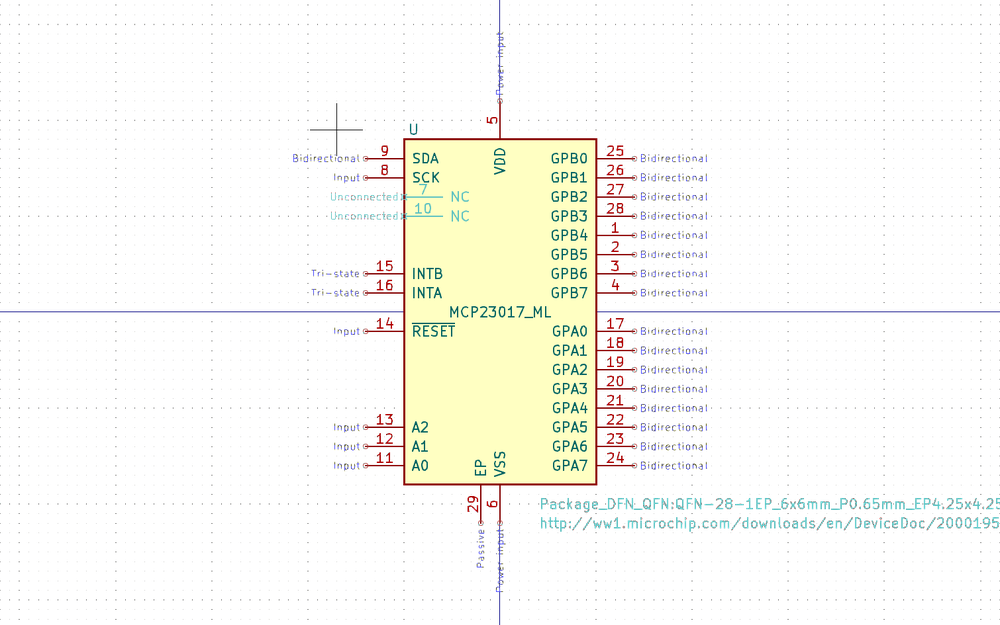 Power input
5
U
VDD
Bidirectional 9 SDA GPB0 25 Bidirectional
Input 8 SCK GPB1 26 Bidirectional
Unconnected 7 NC GPB2 27 Bidirectional
Unconnected 10 NC GPB3 28 Bidirectional
GPB4 1 Bidirectional
GPB5 2 Bidirectional
Tri-state 15 INTB GPB6 3 Bidirectional
Tri-state 16 INTA GPB7 4 Bidirectional
MCP23017_ML
Input 14 RESET GPA0 17 Bidirectional
GPA1 18 Bidirectional
GPA2 19 Bidirectional
GPA3 20 Bidirectional
GPA4 21 Bidirectional
Input 13 A2 GPA5 22 Bidirectional
Input 12 A1 GPA6 23 Bidirectional
Input 11 A0 GPA7 24 Bidirectional
EP VSS
29 6
Package_DFN_QFN:QFN-28-1EP_6x6mm_P0.65mm_EP4.25x4.25
http://ww1.microchip.com/downloads/en/DeviceDoc/2000195
Passive
Power input